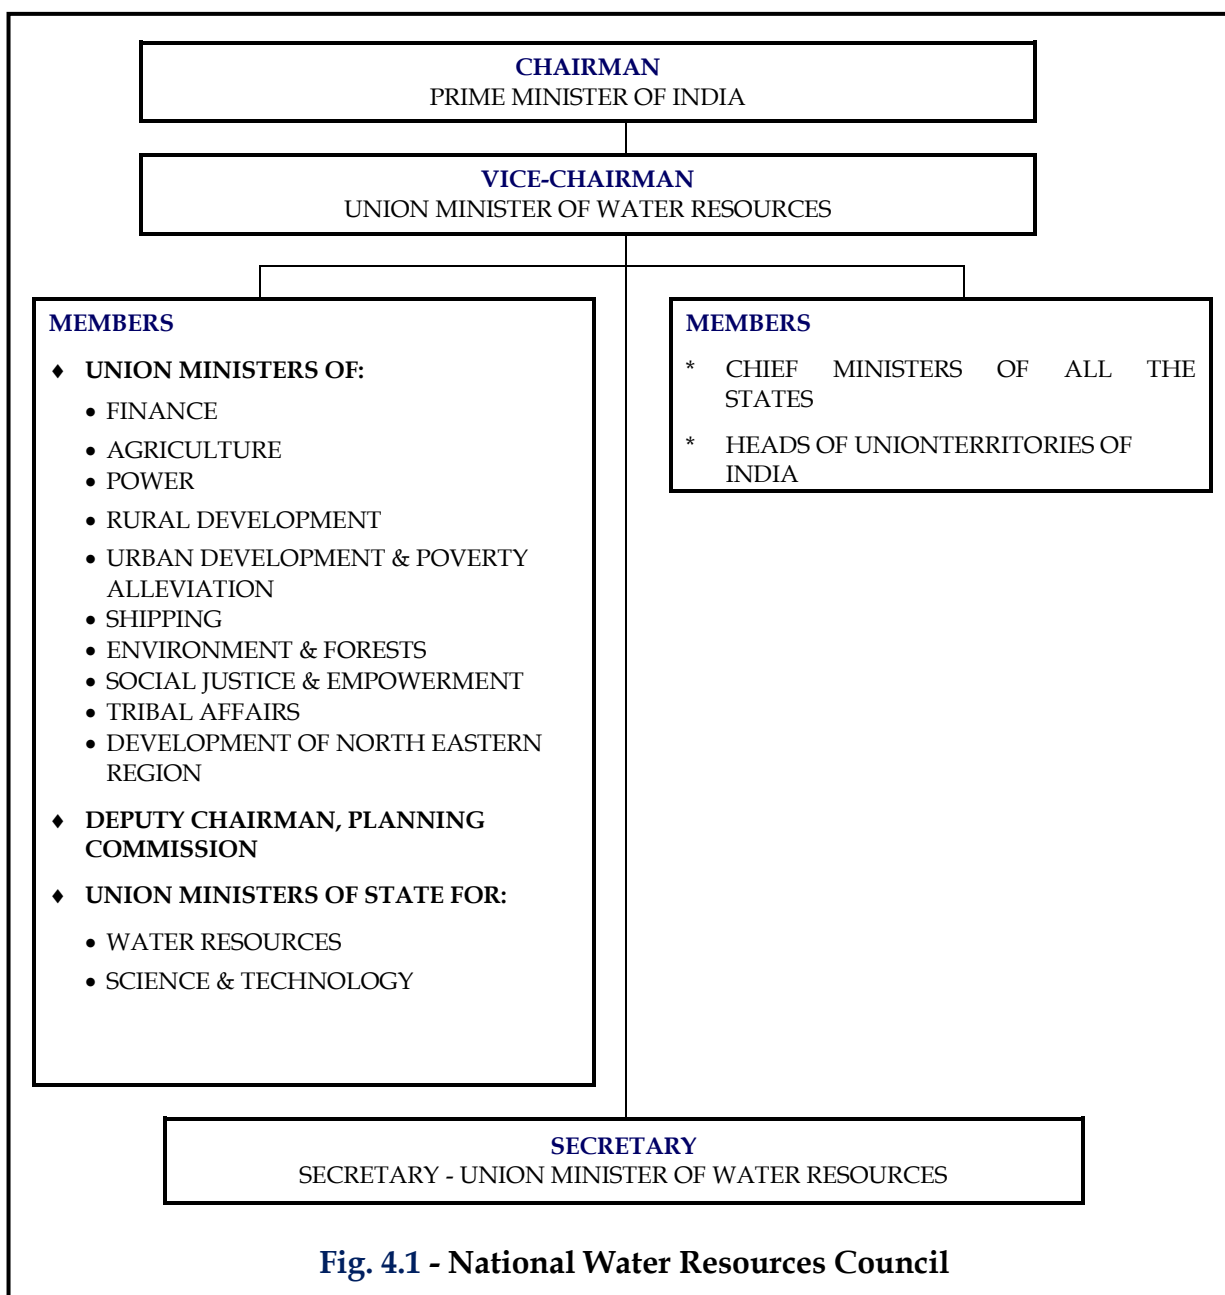 CHAIRMAN
PRIME MINISTER OF INDIA
VICE-CHAIRMAN
UNION MINISTER OF WATER RESOURCES
MEMBERS
♦ UNION MINISTERS OF:
• FINANCE
• AGRICULTURE
• POWER
• RURAL DEVELOPMENT
• URBAN DEVELOPMENT & POVERTY
ALLEVIATION
• SHIPPING
• ENVIRONMENT & FORESTS
• SOCIAL JUSTICE & EMPOWERMENT
• TRIBAL AFFAIRS
• DEVELOPMENT OF NORTH EASTERN
REGION
♦ DEPUTY CHAIRMAN, PLANNING
COMMISSION
♦ UNION MINISTERS OF STATE FOR:
• WATER RESOURCES
• SCIENCE & TECHNOLOGY
MEMBERS
* CHIEF MINISTERS OF ALL THE
STATES
* HEADS OF UNIONTERRITORIES OF
INDIA
SECRETARY
SECRETARY - UNION MINISTER OF WATER RESOURCES
Fig. 4.1 - National Water Resources Council